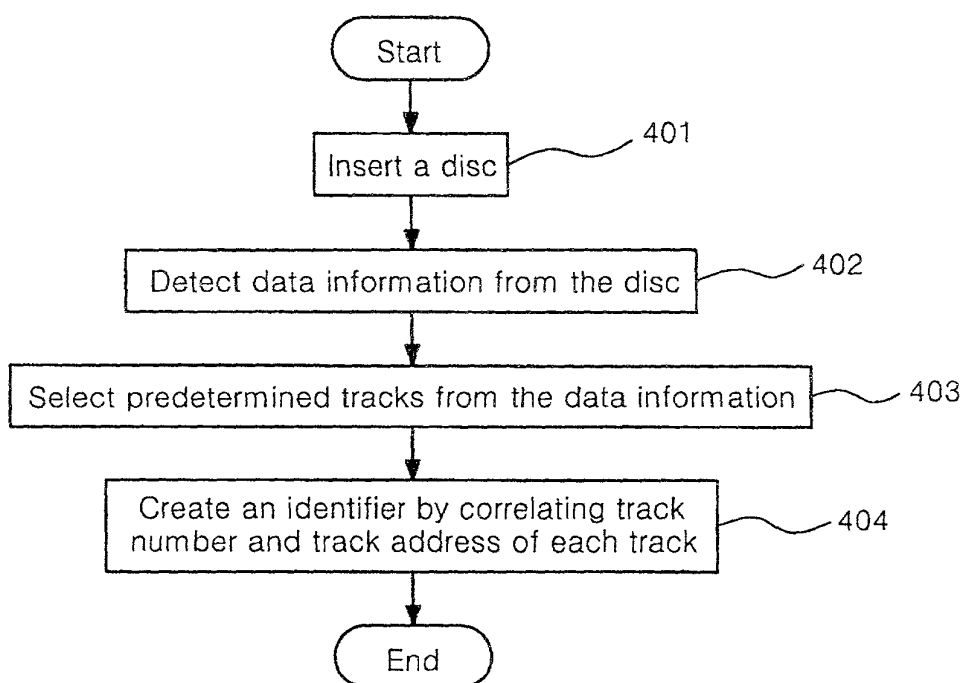 Start
Insert a disc
401
Detect data information from the disc
402
Select predetermined tracks from the data information
403
Create an identifier by correlating track
number and track address of each track
404
End